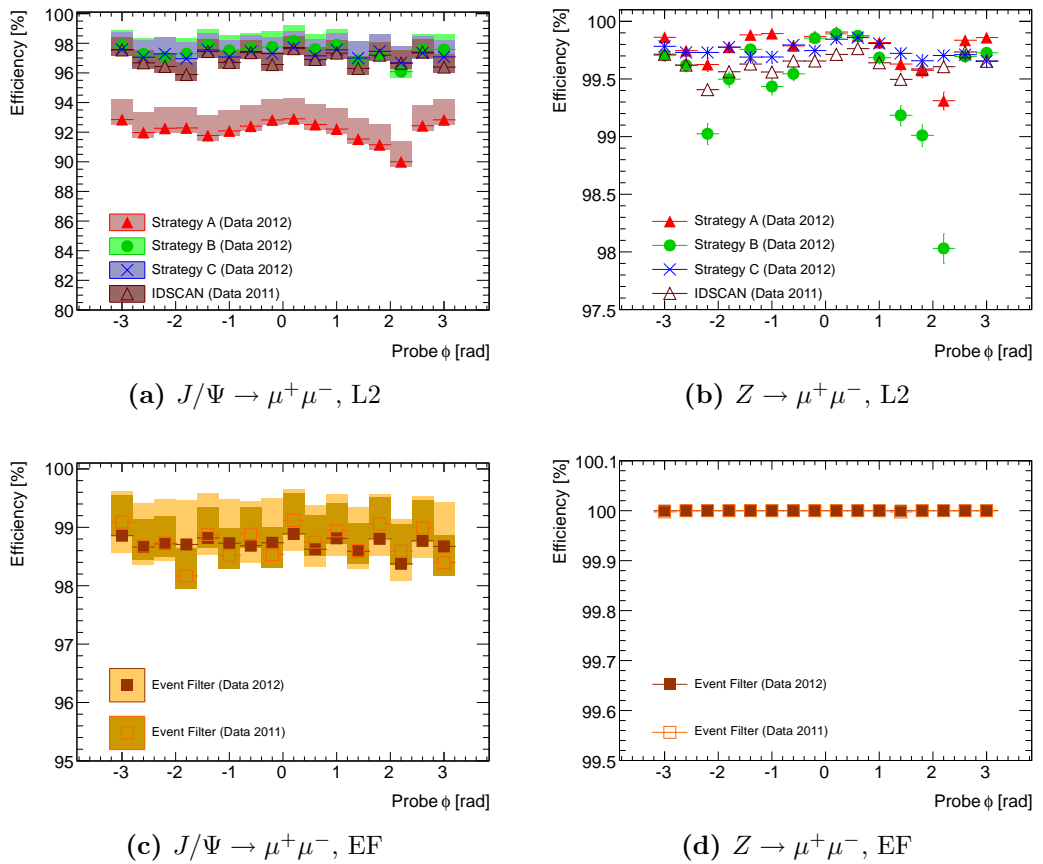 Efficiency [%]
100
98
96
94
92
90
88
86
84
82
80
Strategy A (Data 2012)
Strategy B (Data 2012)
Strategy C (Data 2012)
IDSCAN (Data 2011)
-3 -2 -1 0 1 2 3
Probe ϕ [rad]
(a) J/Ψ → μ⁺μ⁻, L2
Efficiency [%]
100
99.5
99
98.5
98
97.5
Strategy A (Data 2012)
Strategy B (Data 2012)
Strategy C (Data 2012)
IDSCAN (Data 2011)
-3 -2 -1 0 1 2 3
Probe ϕ [rad]
(b) Z → μ⁺μ⁻, L2
Efficiency [%]
100
99
98
97
96
95
Event Filter (Data 2012)
Event Filter (Data 2011)
-3 -2 -1 0 1 2 3
Probe ϕ [rad]
(c) J/Ψ → μ⁺μ⁻, EF
Efficiency [%]
100.1
100
99.9
99.8
99.7
99.6
99.5
Event Filter (Data 2012)
Event Filter (Data 2011)
-3 -2 -1 0 1 2 3
Probe ϕ [rad]
(d) Z → μ⁺μ⁻, EF